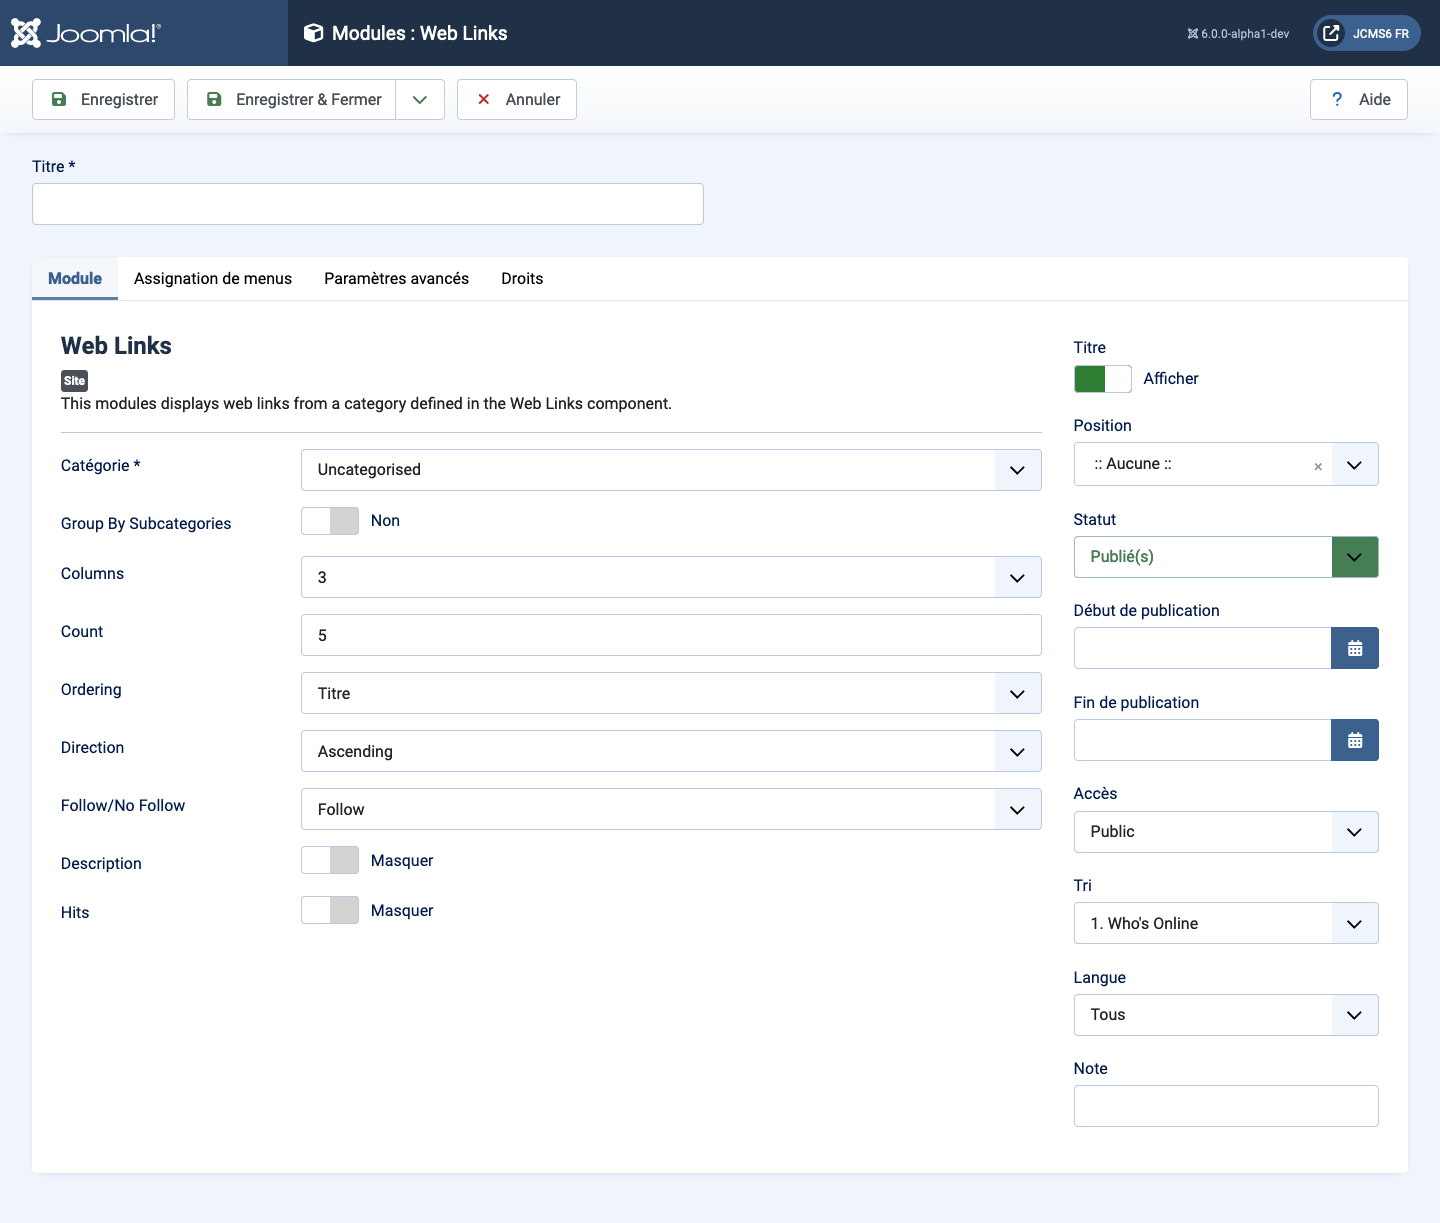 Joomla!®
Modules : Web Links
6.0.0-alpha1-dev
JCMS6 FR
Enregistrer
Enregistrer & Fermer
Annuler
? Aide
Titre *
Module
Assignation de menus
Paramètres avancés
Droits
Web Links
Site
This modules displays web links from a category defined in the Web Links component.
Catégorie *
Uncategorised
Group By Subcategories
Non
Columns
3
Count
5
Ordering
Titre
Direction
Ascending
Follow/No Follow
Follow
Description
Masquer
Hits
Masquer
Titre
Afficher
Position
:: Aucune ::
×
Statut
Publié(s)
Début de publication
Fin de publication
Accès
Public
Tri
1. Who's Online
Langue
Tous
Note